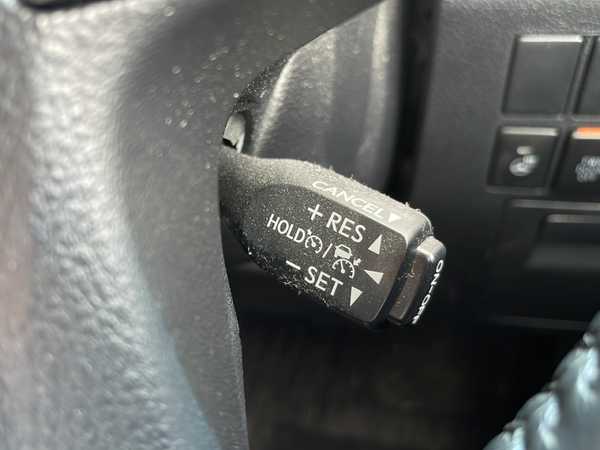 CANCEL▼
+ RES ▲
HOLD / ◀
− SET ▼
ON-OFF